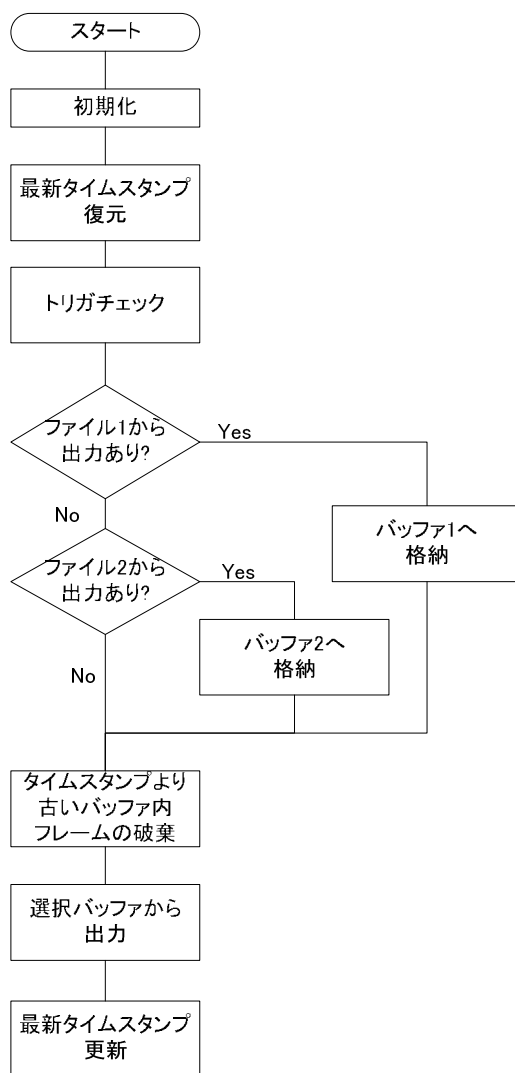 スタート
初期化
最新タイムスタンプ
復元
トリガチェック
ファイル1から
出力あり?
Yes
No
バッファ1へ
格納
ファイル2から
出力あり?
Yes
バッファ2へ
格納
No
タイムスタンプより
古いバッファ内
フレームの破棄
選択バッファから
出力
最新タイムスタンプ
更新